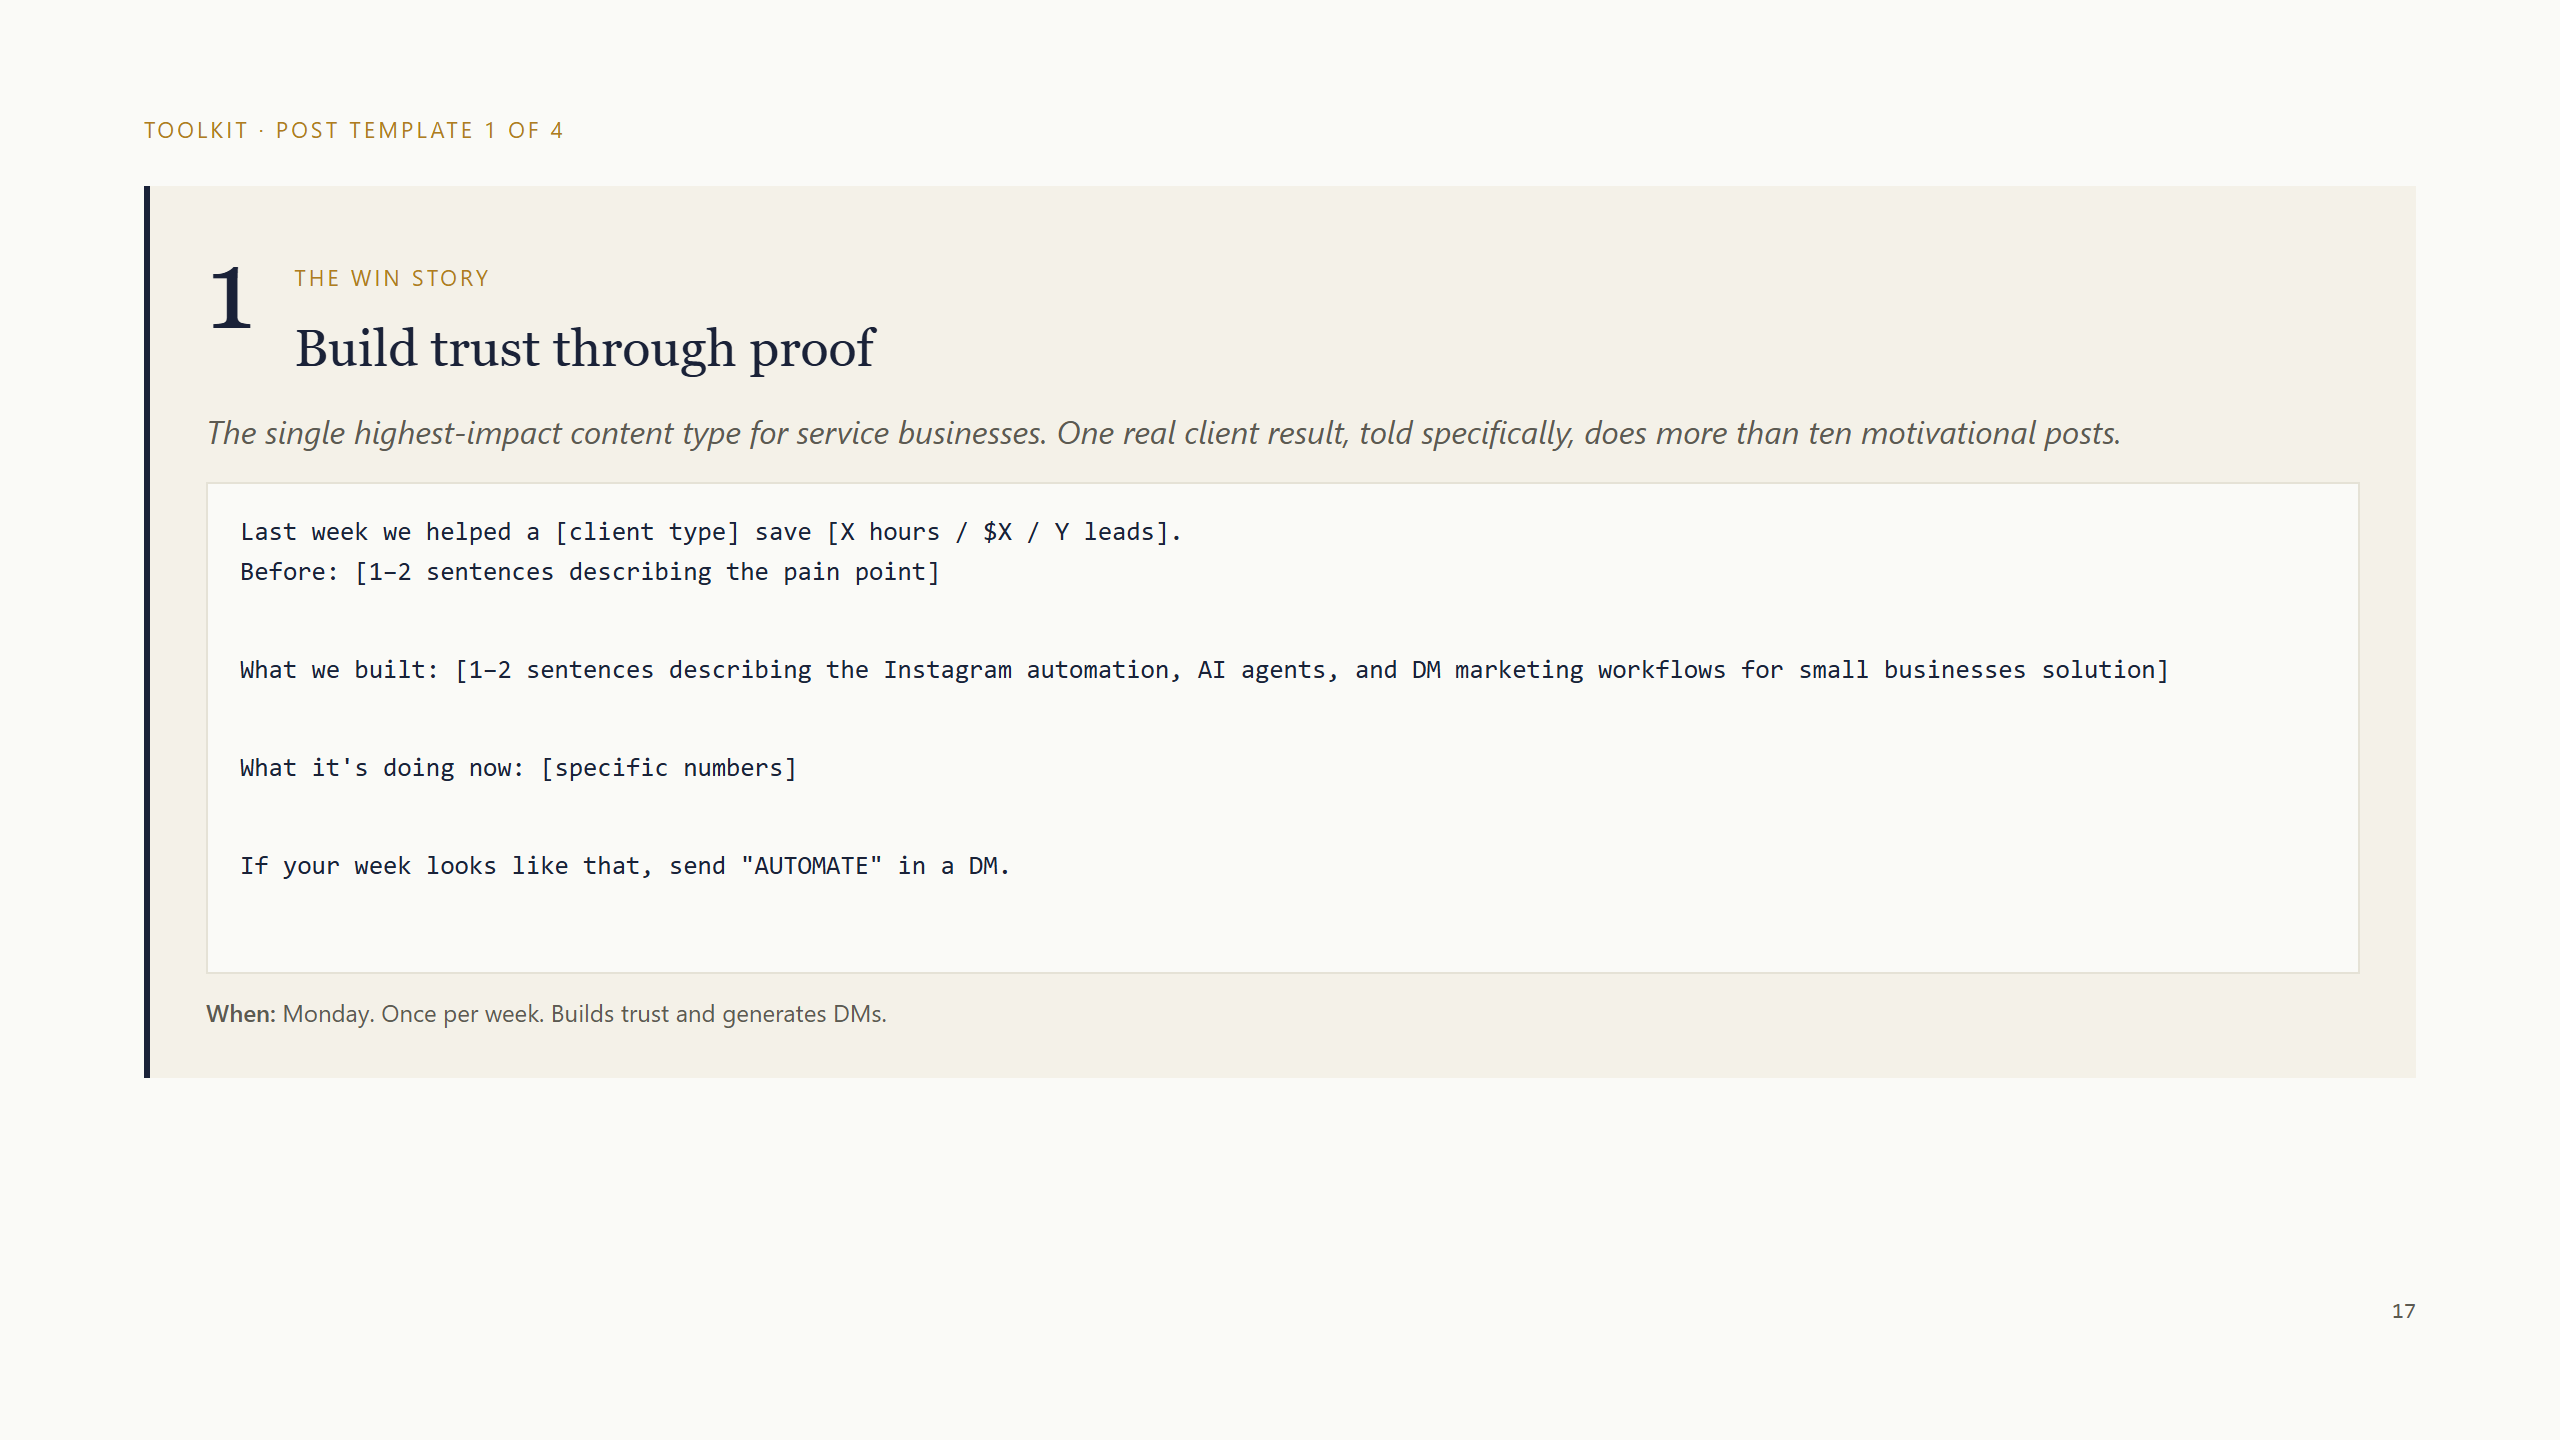 TOOLKIT · POST TEMPLATE 1 OF 4
1
THE WIN STORY
Build trust through proof
The single highest-impact content type for service businesses. One real client result, told specifically, does more than ten motivational posts.
Last week we helped a [client type] save [X hours / $X / Y leads].
Before: [1–2 sentences describing the pain point]
What we built: [1–2 sentences describing the Instagram automation, AI agents, and DM marketing workflows for small businesses solution]
What it's doing now: [specific numbers]
If your week looks like that, send "AUTOMATE" in a DM.
When: Monday. Once per week. Builds trust and generates DMs.
17